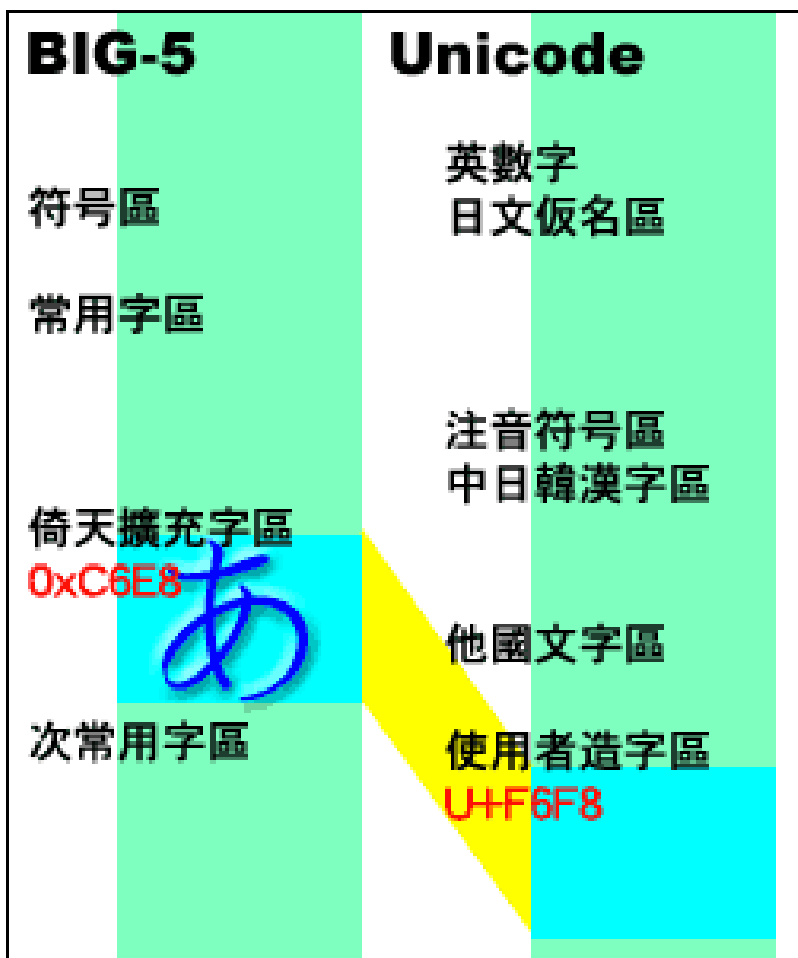 BIG-5
符号區
常用字區
倚天擴充字區
0xC6E8
あ
次常用字區
Unicode
英數字
日文仮名區
注音符号區
中日韓漢字區
他國文字區
使用者造字區
U+F6F8